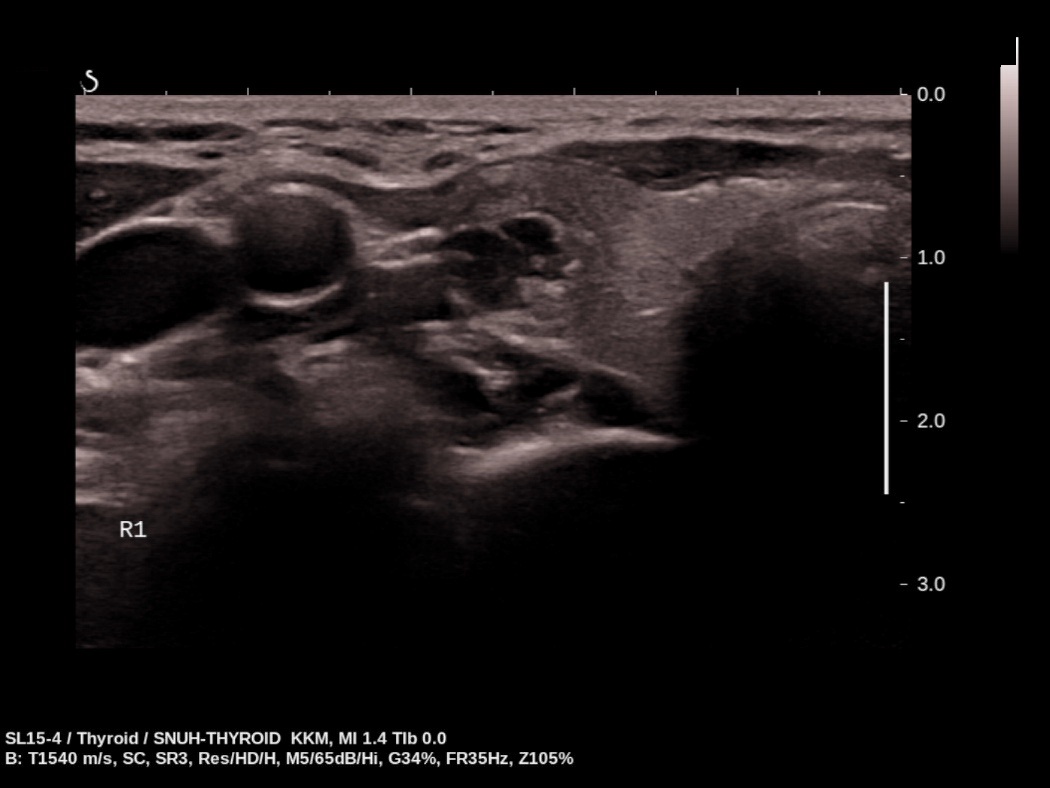 S
0.0
1.0
2.0
3.0
R1
SL15-4 / Thyroid / SNUH-THYROID KKM, MI 1.4 TIb 0.0
B: T1540 m/s, SC, SR3, Res/HD/H, M5/65dB/Hi, G34%, FR35Hz, Z105%